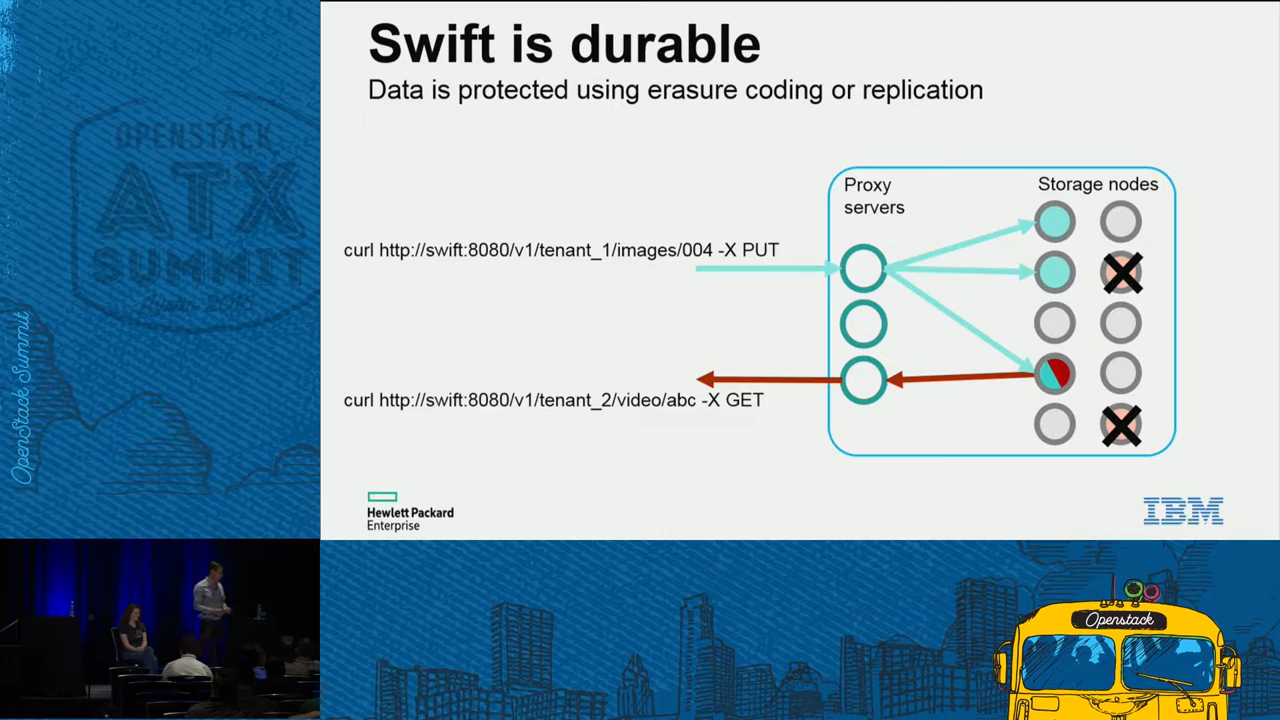 Swift is durable
Data is protected using erasure coding or replication
Proxy
servers
Storage nodes
curl http://swift:8080/v1/tenant_1/images/004 -X PUT
curl http://swift:8080/v1/tenant_2/video/abc -X GET
Hewlett Packard
Enterprise
IBM
OPENSTACK
ATX
SUMMIT
OpenStack Summit
Openstack